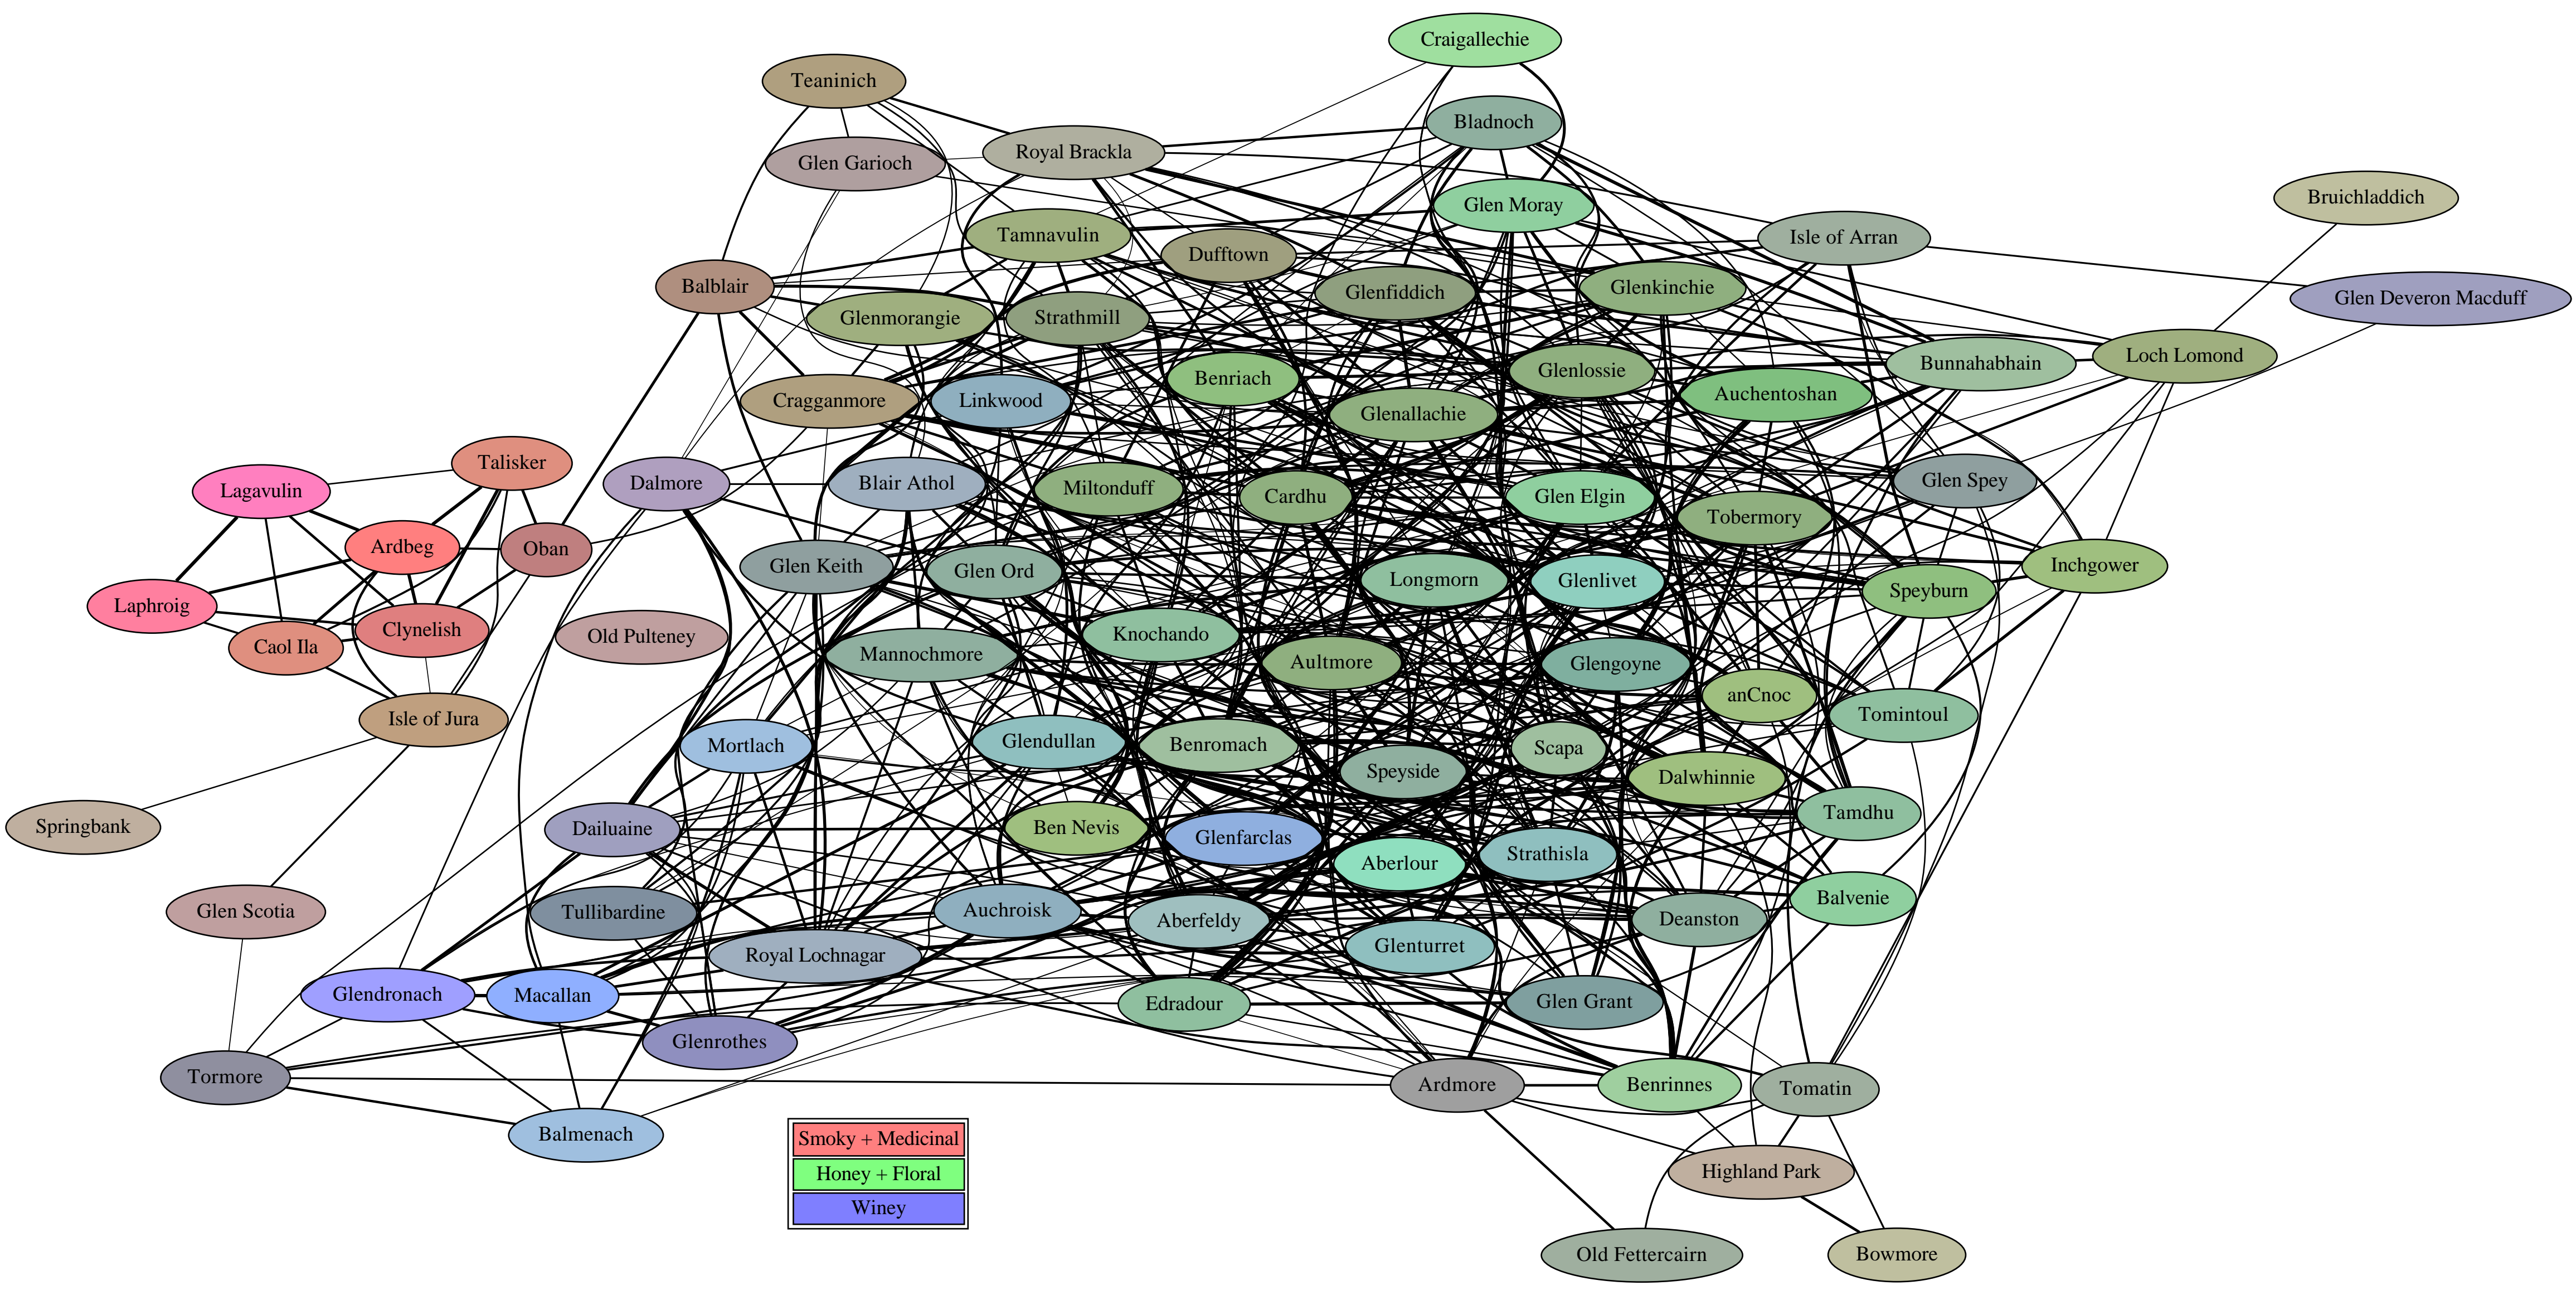 Craigallechie
Teaninich
Bladnoch
Royal Brackla
Glen Garioch
Bruichladdich
Glen Moray
Tamnavulin
Isle of Arran
Dufftown
Balblair
Glenkinchie
Glenfiddich
Glen Deveron Macduff
Glenmorangie
Strathmill
Loch Lomond
Bunnahabhain
Glenlossie
Benriach
Auchentoshan
Cragganmore
Linkwood
Glenallachie
Talisker
Glen Spey
Dalmore
Blair Athol
Miltonduff
Lagavulin
Cardhu
Glen Elgin
Tobermory
Ardbeg
Oban
Glen Keith
Inchgower
Glen Ord
Longmorn
Glenlivet
Speyburn
Laphroig
Clynelish
Knochando
Old Pulteney
Caol Ila
Mannochmore
Aultmore
Glengoyne
anCnoc
Tomintoul
Isle of Jura
Glendullan
Mortlach
Benromach
Scapa
Speyside
Dalwhinnie
Tamdhu
Springbank
Ben Nevis
Dailuaine
Glenfarclas
Strathisla
Aberlour
Balvenie
Auchroisk
Glen Scotia
Tullibardine
Deanston
Aberfeldy
Glenturret
Royal Lochnagar
Glendronach
Macallan
Glen Grant
Edradour
Glenrothes
Tormore
Ardmore
Benrinnes
Tomatin
Balmenach
Smoky + Medicinal
Honey + Floral
Highland Park
Winey
Old Fettercairn
Bowmore